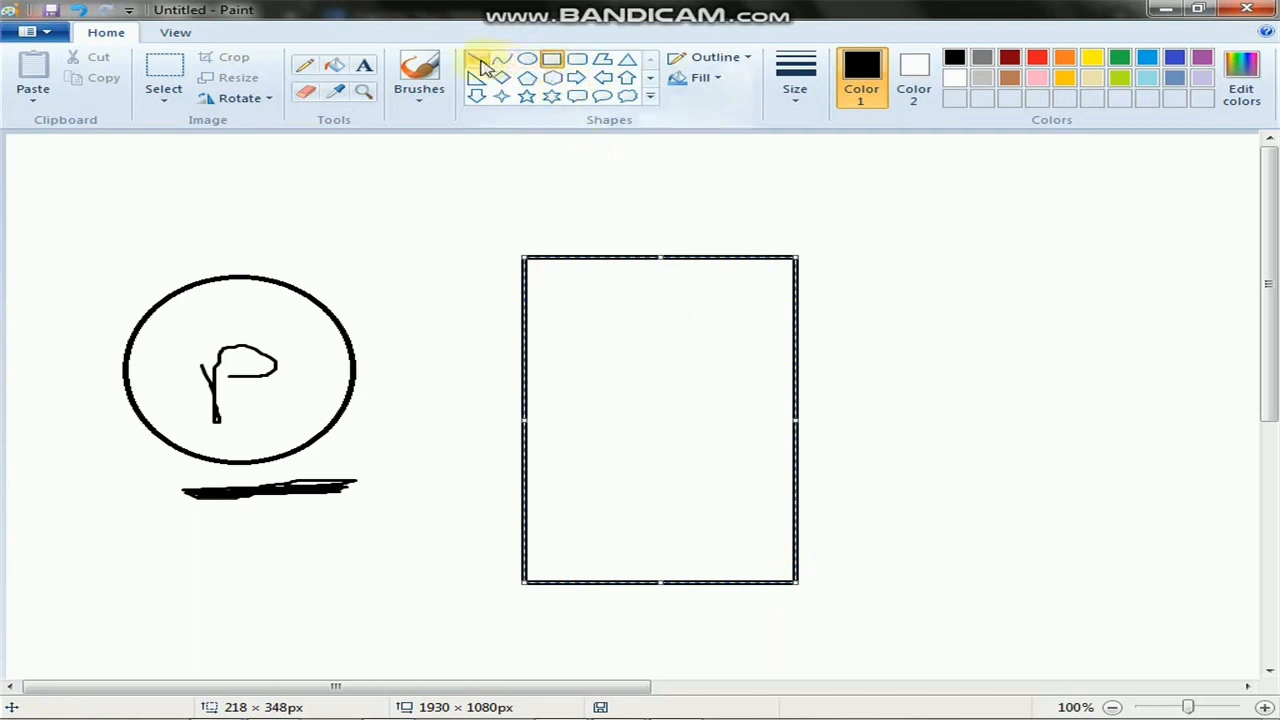 www.BANDICAM.com
Untitled - Paint
Home View
Paste
Cut
Copy
Clipboard
Select
Crop
Resize
Rotate
Image
A
Tools
Brushes
Outline
Fill
Shapes
Size
Color 1
Color 2
Edit colors
Colors
P
218 × 348px
1930 × 1080px
100%